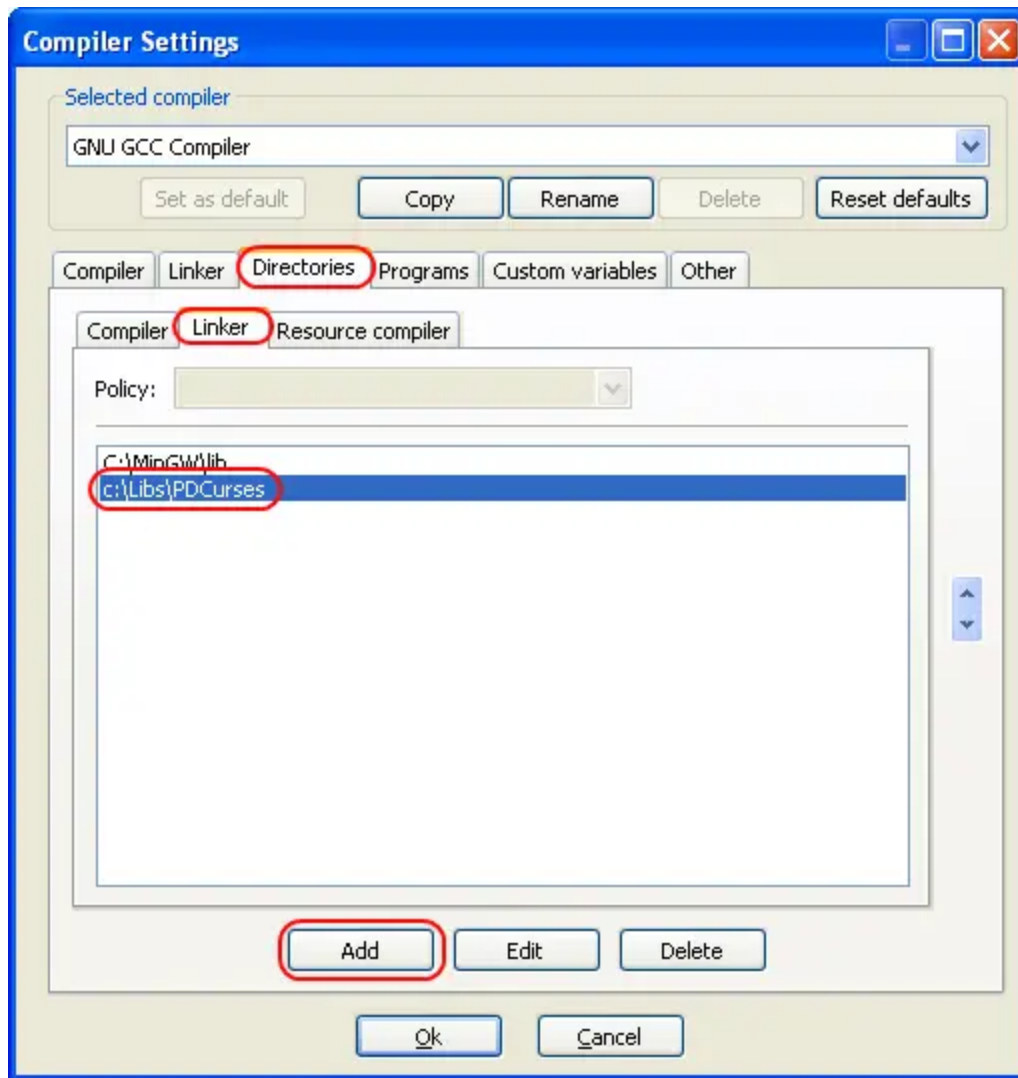 Compiler Settings
Selected compiler
GNU GCC Compiler
Set as default Copy Rename Delete Reset defaults
Compiler Linker Directories Programs Custom variables Other
Compiler Linker Resource compiler
Policy:
C:\MinGW\lib
c:\Libs\PDCurses
Add Edit Delete
Ok Cancel